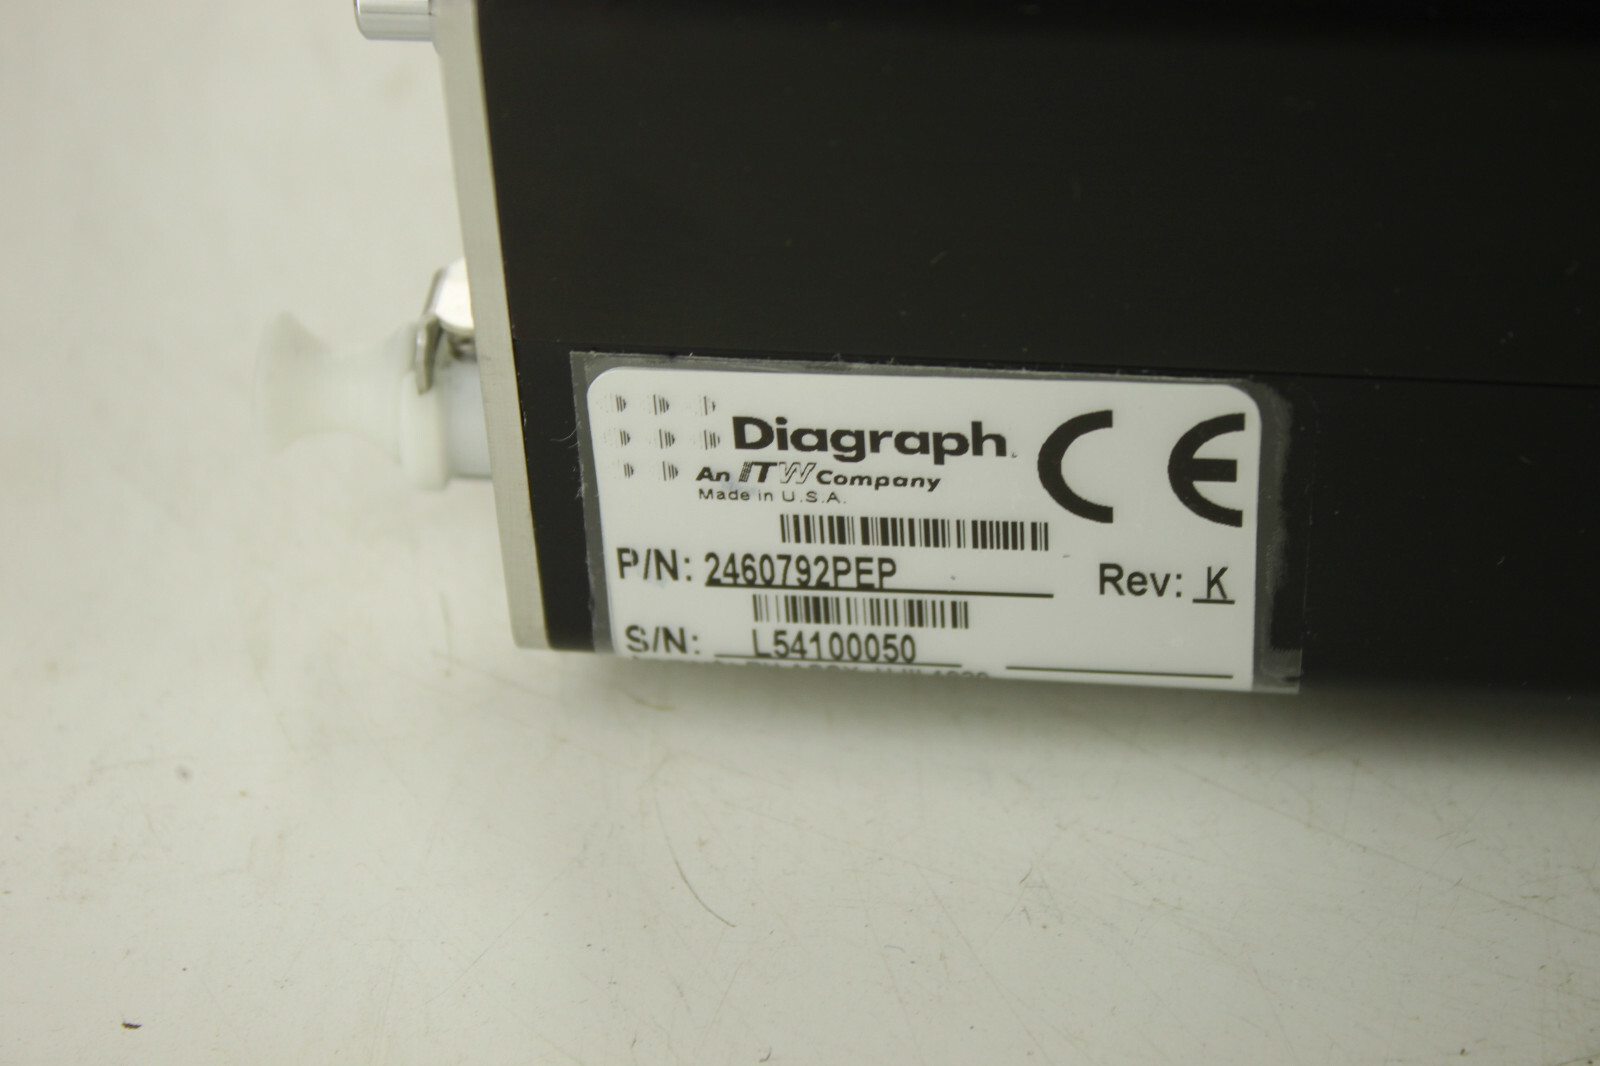 Diagraph
An ITW Company
Made in U.S.A.
CE
P/N: 2460792PEP Rev: K
S/N: L54100050